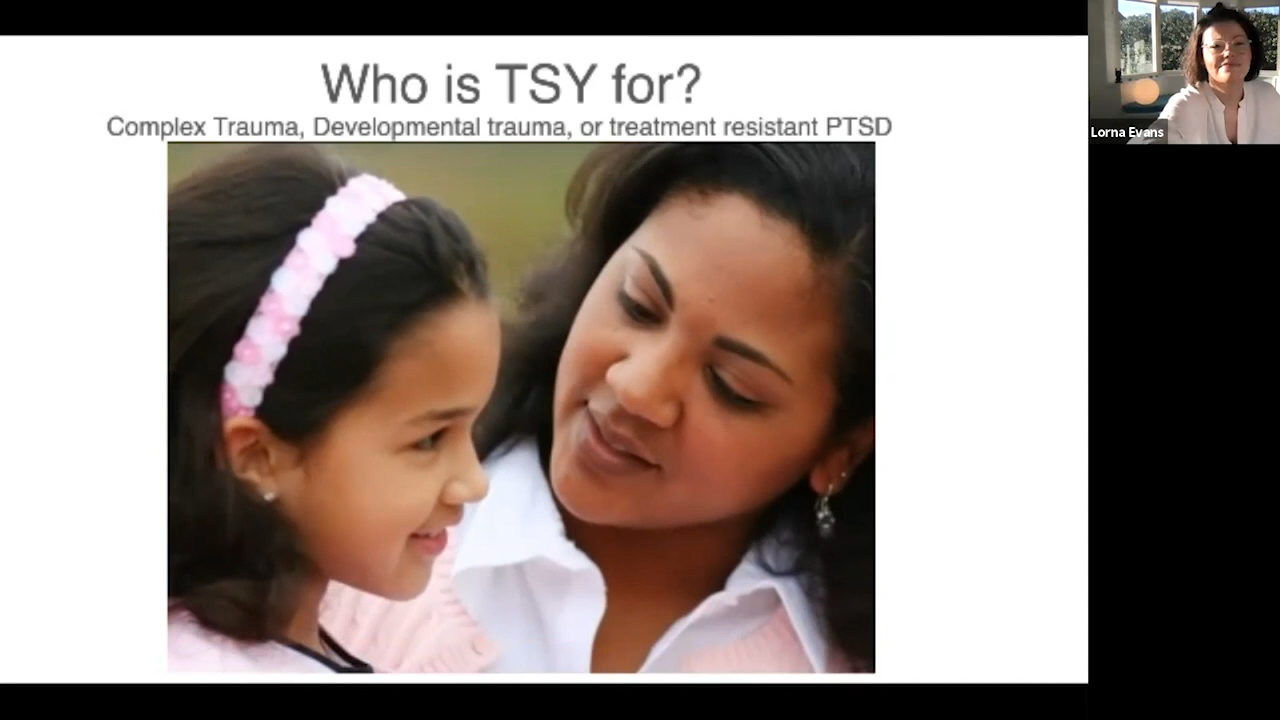 Who is TSY for?
Complex Trauma, Developmental trauma, or treatment resistant PTSD
Lorna Evans